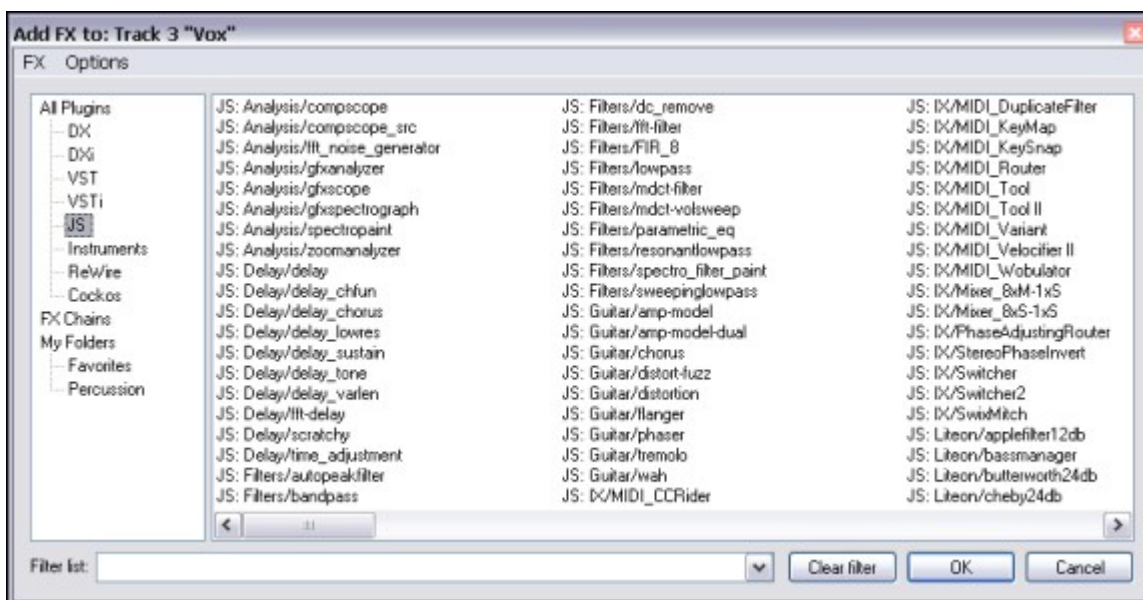 Add FX to: Track 3 "Vox"
FX Options
All Plugins
DX
DXi
VST
VSTi
JS
Instruments
ReWire
Cockos
FX Chains
My Folders
Favorites
Percussion
JS: Analysis/compscope
JS: Analysis/compscope_src
JS: Analysis/fft_noise_generator
JS: Analysis/gfxanalyzer
JS: Analysis/gfxscope
JS: Analysis/gfxspectrograph
JS: Analysis/spectropaint
JS: Analysis/zoomanalyzer
JS: Delay/delay
JS: Delay/delay_chfun
JS: Delay/delay_chorus
JS: Delay/delay_lowres
JS: Delay/delay_sustain
JS: Delay/delay_tone
JS: Delay/delay_varlen
JS: Delay/fft-delay
JS: Delay/scratchy
JS: Delay/time_adjustment
JS: Filters/autopeakfilter
JS: Filters/bandpass
JS: Filters/dc_remove
JS: Filters/fft-filter
JS: Filters/FIR_8
JS: Filters/lowpass
JS: Filters/mdct-filter
JS: Filters/mdct-volsweep
JS: Filters/parametric_eq
JS: Filters/resonantlowpass
JS: Filters/spectro_filter_paint
JS: Filters/sweepinglowpass
JS: Guitar/amp-model
JS: Guitar/amp-model-dual
JS: Guitar/chorus
JS: Guitar/distort-fuzz
JS: Guitar/distortion
JS: Guitar/flanger
JS: Guitar/phaser
JS: Guitar/tremolo
JS: Guitar/wah
JS: IX/MIDI_CCRider
JS: IX/MIDI_DuplicateFilter
JS: IX/MIDI_KeyMap
JS: IX/MIDI_KeySnap
JS: IX/MIDI_Router
JS: IX/MIDI_Tool
JS: IX/MIDI_Tool II
JS: IX/MIDI_Variant
JS: IX/MIDI_Velocifier II
JS: IX/MIDI_Wobulator
JS: IX/Mixer_8xM-1xS
JS: IX/Mixer_8xS-1xS
JS: IX/PhaseAdjustingRouter
JS: IX/StereoPhaseInvert
JS: IX/Switcher
JS: IX/Switcher2
JS: IX/SwixMitch
JS: Liteon/applefilter12db
JS: Liteon/bassmanager
JS: Liteon/butterworth24db
JS: Liteon/cheby24db
Filter list:
Clear filter
OK
Cancel